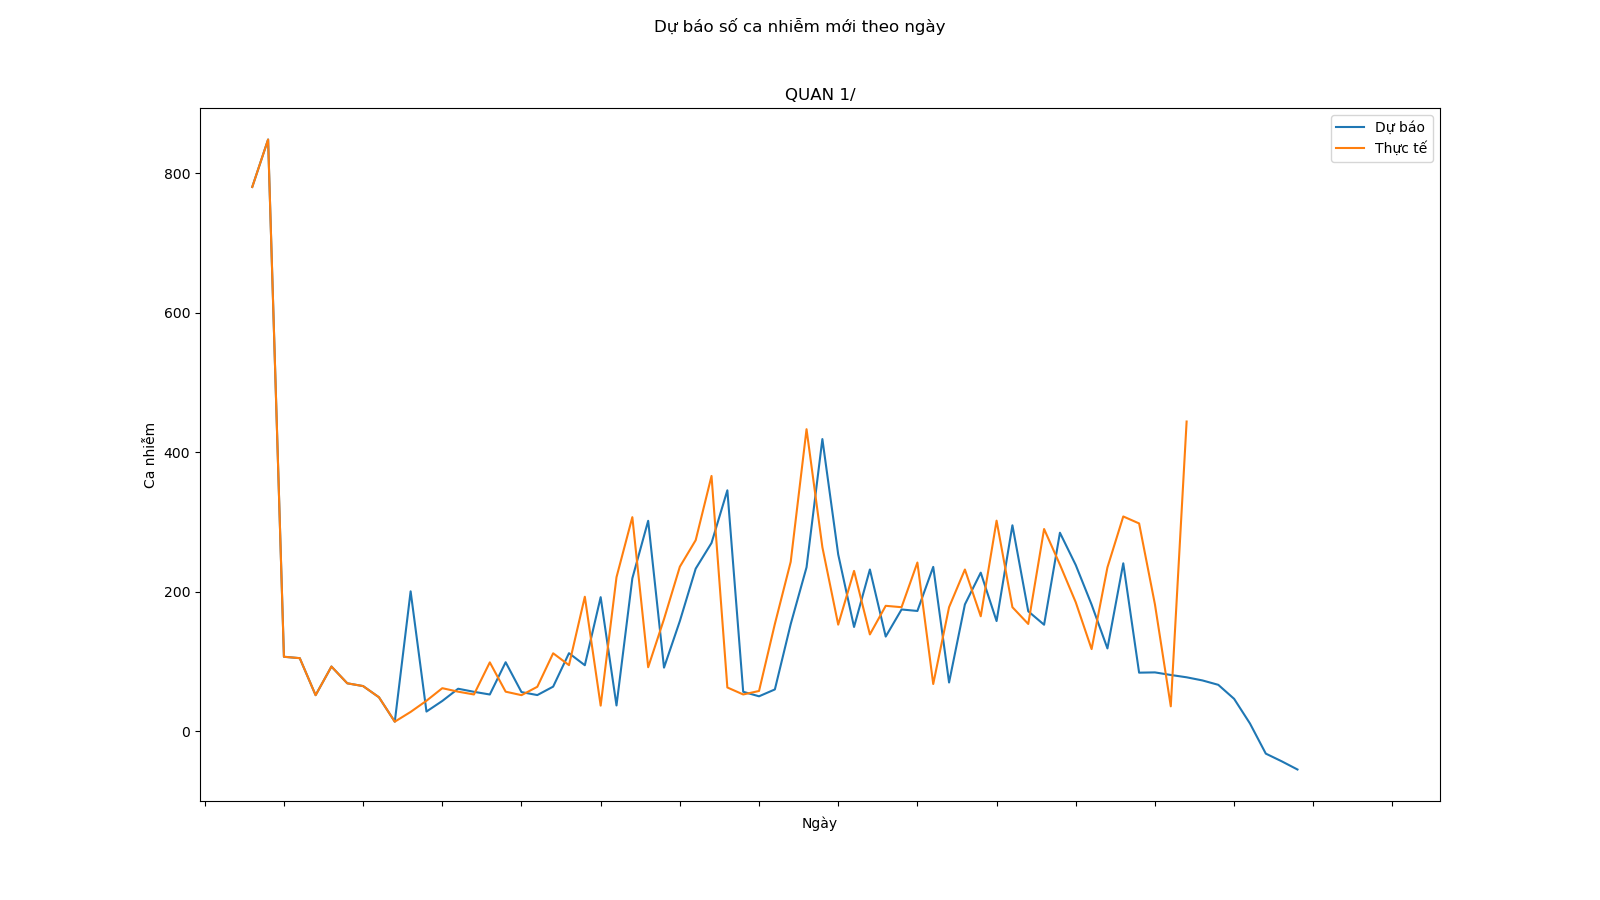 Dự báo số ca nhiễm mới theo ngày
QUAN 1/
Dự báo
Thực tế
800
600
400
200
0
Ca nhiễm
Ngày